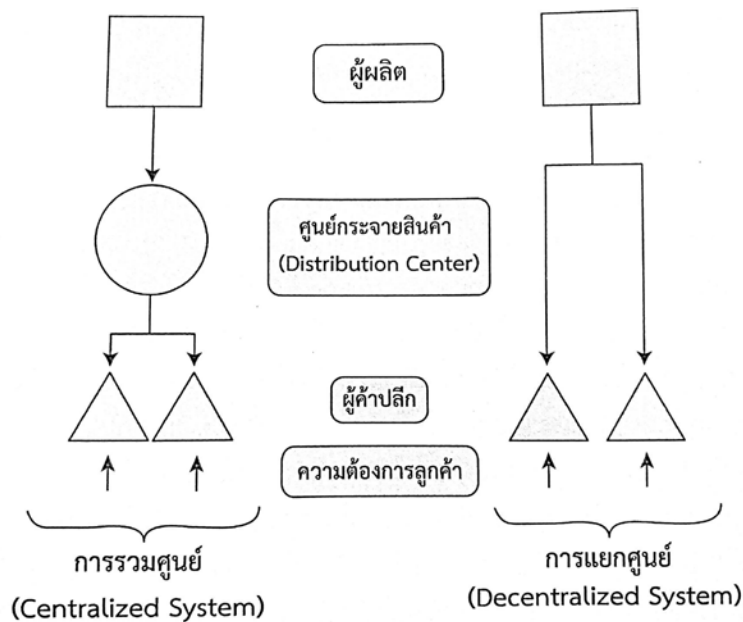 ผู้ผลิต
ศูนย์กระจายสินค้า
(Distribution Center)
ผู้ค้าปลีก
ความต้องการลูกค้า
การรวมศูนย์
(Centralized System)
การแยกศูนย์
(Decentralized System)